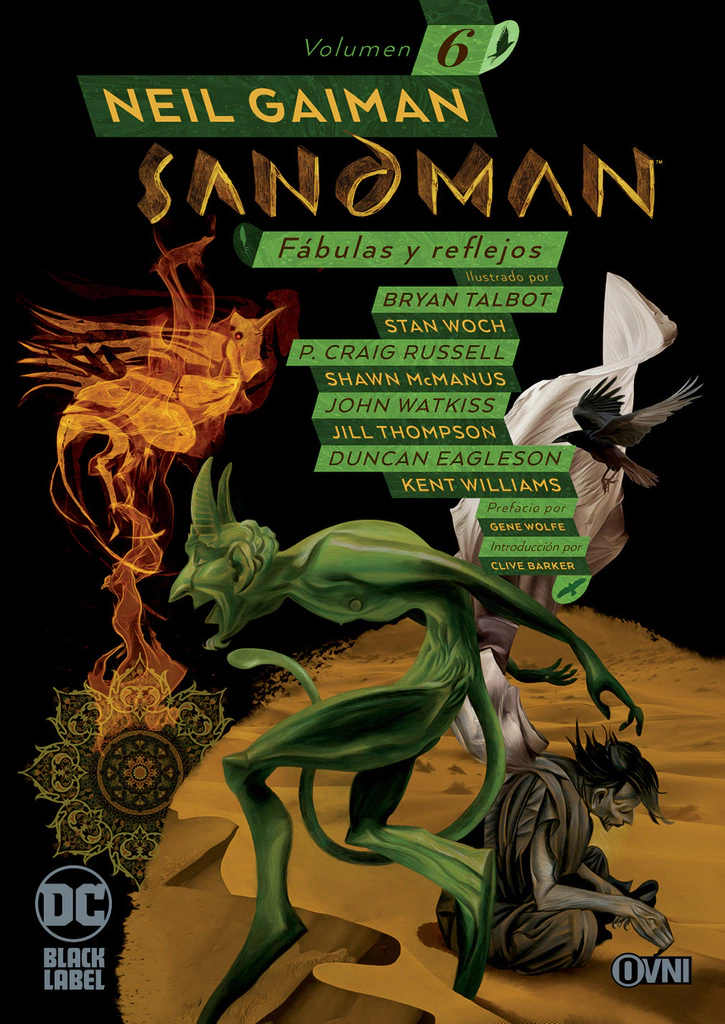 Volumen 6
NEIL GAIMAN
SANDMAN™
Fábulas y reflejos
Ilustrado por
BRYAN TALBOT
STAN WOCH
P. CRAIG RUSSELL
SHAWN McMANUS
JOHN WATKISS
JILL THOMPSON
DUNCAN EAGLESON
KENT WILLIAMS
Prefacio por
GENE WOLFE
Introducción por
CLIVE BARKER
DC
BLACK
LABEL
OVNI